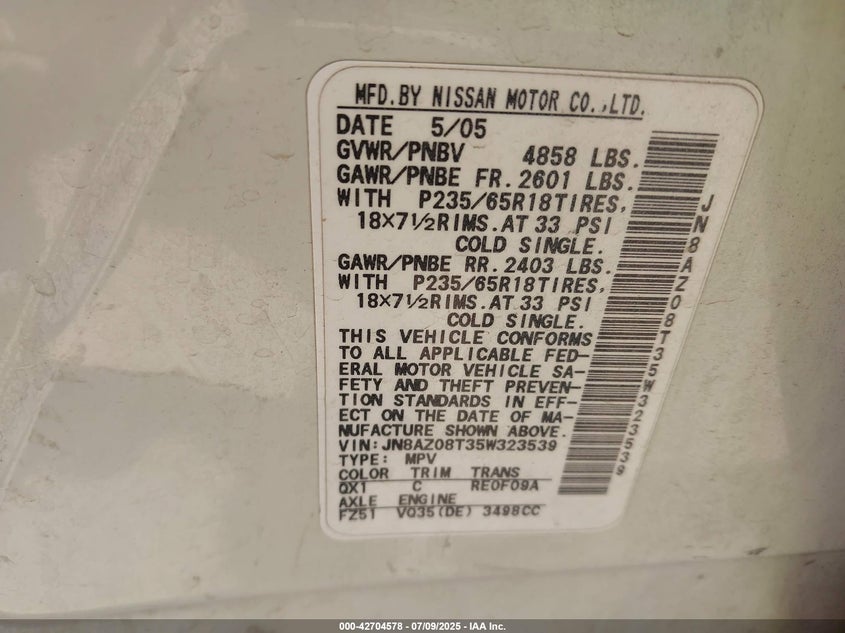 MFD.BY NISSAN MOTOR CO.,LTD.
DATE 5/05
GVWR/PNBV 4858 LBS.
GAWR/PNBE FR.2601 LBS.
WITH P235/65R18TIRES,
18×7½RIMS.AT 33 PSI
COLD SINGLE.
GAWR/PNBE RR.2403 LBS.
WITH P235/65R18TIRES,
18×7½RIMS.AT 33 PSI
COLD SINGLE.
THIS VEHICLE CONFORMS
TO ALL APPLICABLE FED-
ERAL MOTOR VEHICLE SA-
FETY AND THEFT PREVEN-
TION STANDARDS IN EFF-
ECT ON THE DATE OF MA-
NUFACTURE SHOWN ABOVE.
VIN:JN8AZ08T35W323539
TYPE: MPV
COLOR TRIM TRANS
QX1 C RE0F09A
AXLE ENGINE
FZ51 VQ35(DE) 3498CC
JN8AZ08T35W323539
000-42704578 - 07/09/2025 - IAA Inc.